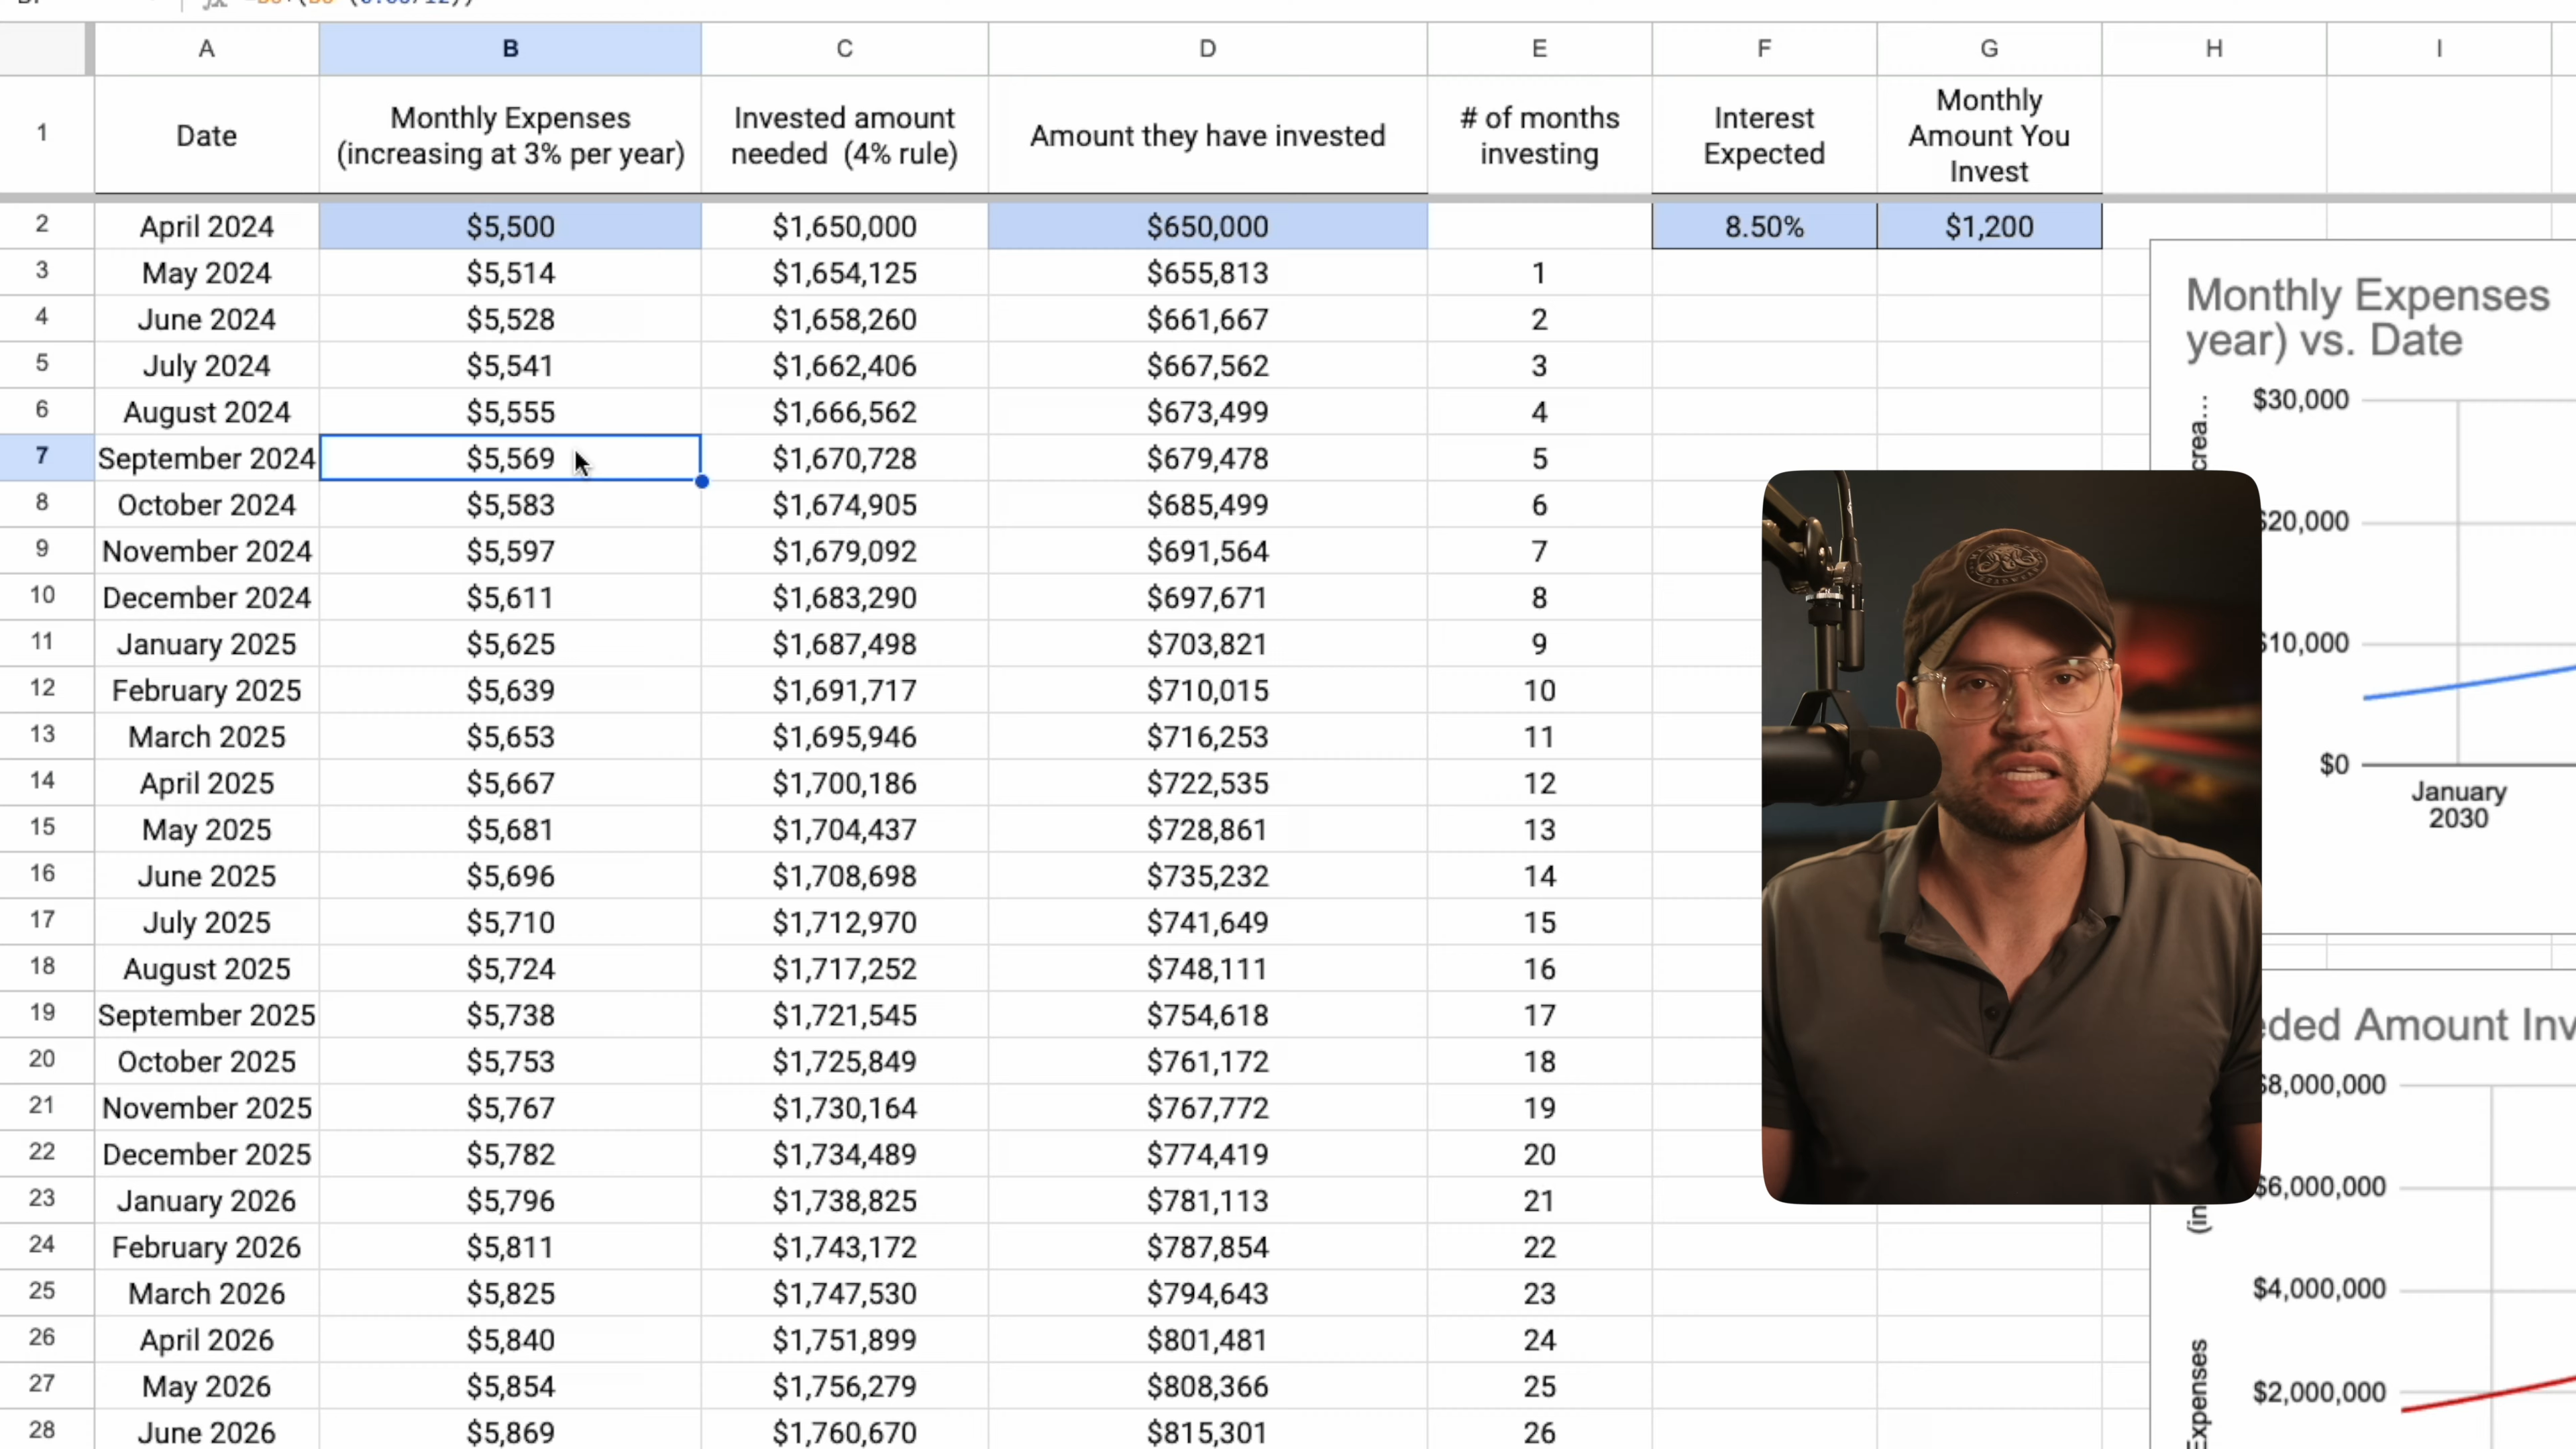 A B C D E F G H I
1 Date Monthly Expenses (increasing at 3% per year) Invested amount needed (4% rule) Amount they have invested # of months investing Interest Expected Monthly Amount You Invest
2 April 2024 $5,500 $1,650,000 $650,000 8.50% $1,200
3 May 2024 $5,514 $1,654,125 $655,813 1
4 June 2024 $5,528 $1,658,260 $661,667 2
5 July 2024 $5,541 $1,662,406 $667,562 3
6 August 2024 $5,555 $1,666,562 $673,499 4
7 September 2024 $5,569 $1,670,728 $679,478 5
8 October 2024 $5,583 $1,674,905 $685,499 6
9 November 2024 $5,597 $1,679,092 $691,564 7
10 December 2024 $5,611 $1,683,290 $697,671 8
11 January 2025 $5,625 $1,687,498 $703,821 9
12 February 2025 $5,639 $1,691,717 $710,015 10
13 March 2025 $5,653 $1,695,946 $716,253 11
14 April 2025 $5,667 $1,700,186 $722,535 12
15 May 2025 $5,681 $1,704,437 $728,861 13
16 June 2025 $5,696 $1,708,698 $735,232 14
17 July 2025 $5,710 $1,712,970 $741,649 15
18 August 2025 $5,724 $1,717,252 $748,111 16
19 September 2025 $5,738 $1,721,545 $754,618 17
20 October 2025 $5,753 $1,725,849 $761,172 18
21 November 2025 $5,767 $1,730,164 $767,772 19
22 December 2025 $5,782 $1,734,489 $774,419 20
23 January 2026 $5,796 $1,738,825 $781,113 21
24 February 2026 $5,811 $1,743,172 $787,854 22
25 March 2026 $5,825 $1,747,530 $794,643 23
26 April 2026 $5,840 $1,751,899 $801,481 24
27 May 2026 $5,854 $1,756,279 $808,366 25
28 June 2026 $5,869 $1,760,670 $815,301 26
Monthly Expenses
year) vs. Date
crea...
$30,000
$20,000
$10,000
$0
January
2030
eded Amount Inv
$8,000,000
$6,000,000
$4,000,000
$2,000,000
(in
Expenses